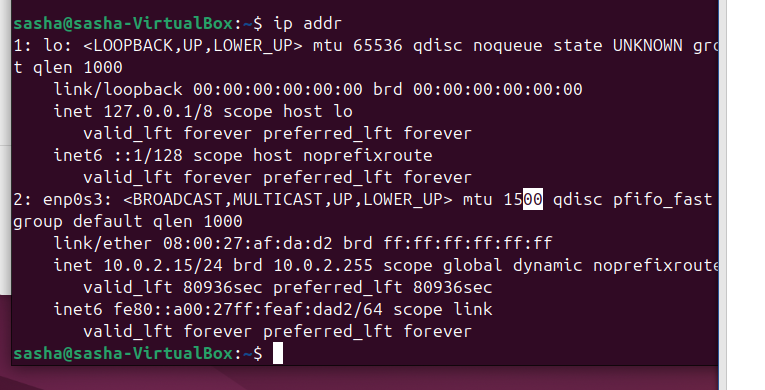 sasha@sasha-VirtualBox:~$ ip addr
1: lo: <LOOPBACK,UP,LOWER_UP> mtu 65536 qdisc noqueue state UNKNOWN gro
t qlen 1000
    link/loopback 00:00:00:00:00:00 brd 00:00:00:00:00:00
    inet 127.0.0.1/8 scope host lo
       valid_lft forever preferred_lft forever
    inet6 ::1/128 scope host noprefixroute
       valid_lft forever preferred_lft forever
2: enp0s3: <BROADCAST,MULTICAST,UP,LOWER_UP> mtu 1500 qdisc pfifo_fast
group default qlen 1000
    link/ether 08:00:27:af:da:d2 brd ff:ff:ff:ff:ff:ff
    inet 10.0.2.15/24 brd 10.0.2.255 scope global dynamic noprefixroute
       valid_lft 80936sec preferred_lft 80936sec
    inet6 fe80::a00:27ff:feaf:dad2/64 scope link
       valid_lft forever preferred_lft forever
sasha@sasha-VirtualBox:~$